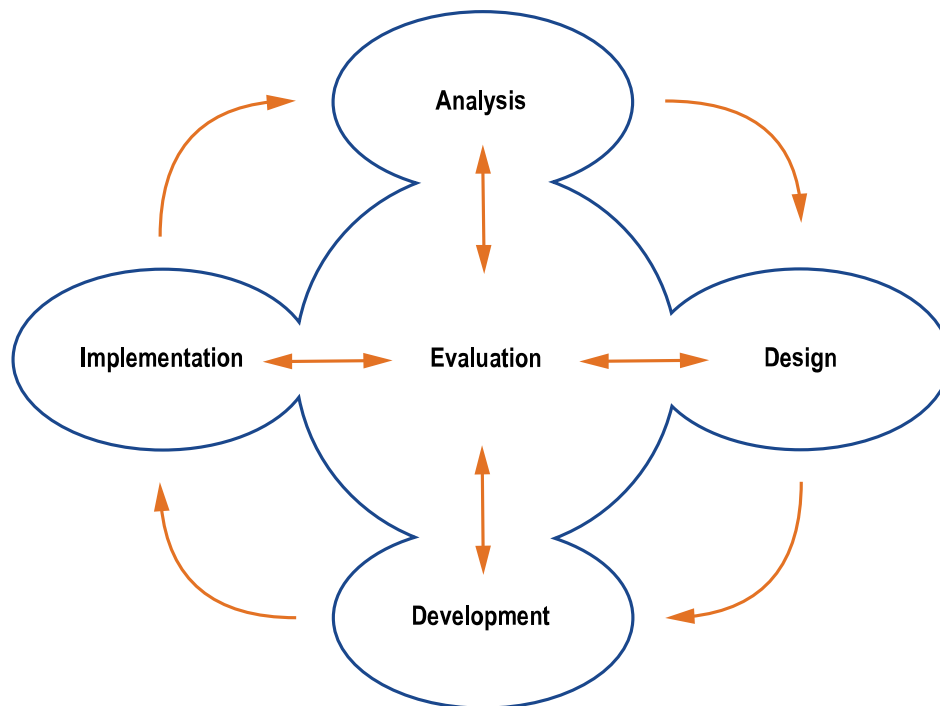 Analysis
Implementation
Evaluation
Design
Development